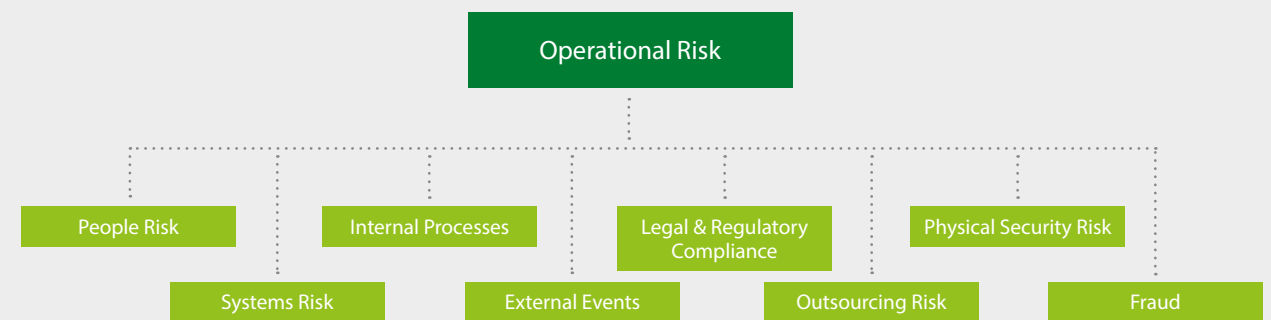 Operational Risk
People Risk
Internal Processes
Legal & Regulatory
Compliance
Physical Security Risk
Systems Risk
External Events
Outsourcing Risk
Fraud